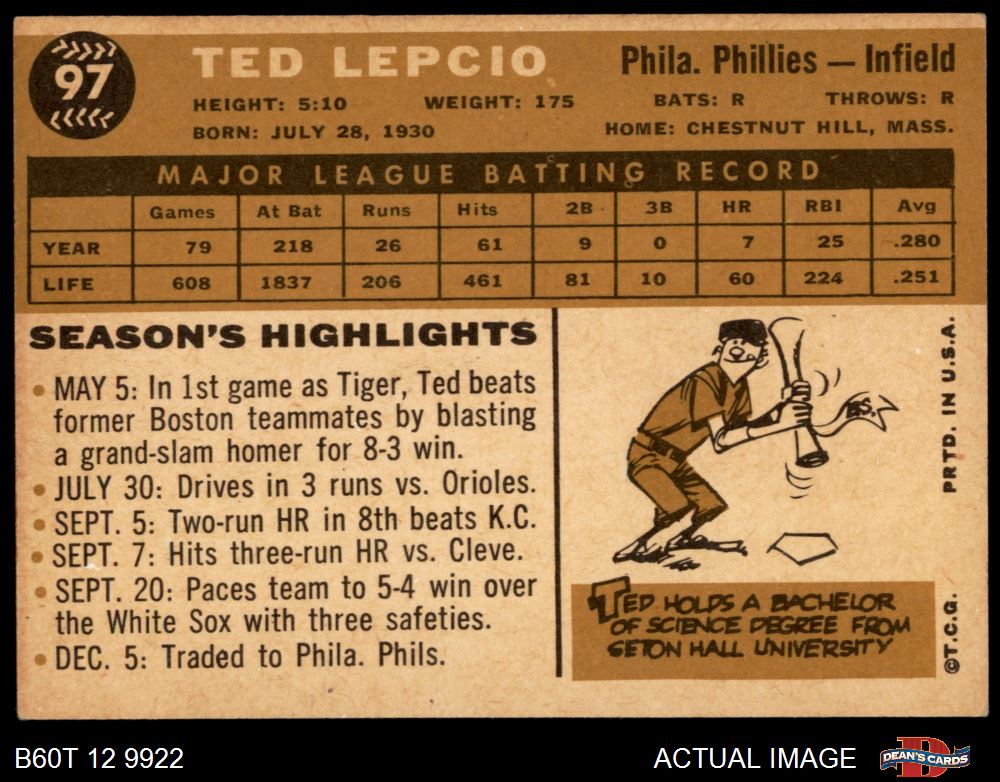 97
TED LEPCIO
Phila. Phillies — Infield
HEIGHT: 5:10 WEIGHT: 175 BATS: R THROWS: R
BORN: JULY 28, 1930 HOME: CHESTNUT HILL, MASS.
MAJOR LEAGUE BATTING RECORD
Games At Bat Runs Hits 2B 3B HR RBI Avg
YEAR 79 218 26 61 9 0 7 25 .280
LIFE 608 1837 206 461 81 10 60 224 .251
SEASON'S HIGHLIGHTS
• MAY 5: In 1st game as Tiger, Ted beats
former Boston teammates by blasting
a grand-slam homer for 8-3 win.
• JULY 30: Drives in 3 runs vs. Orioles.
• SEPT. 5: Two-run HR in 8th beats K.C.
• SEPT. 7: Hits three-run HR vs. Cleve.
• SEPT. 20: Paces team to 5-4 win over
the White Sox with three safeties.
• DEC. 5: Traded to Phila. Phils.
B.S.
TED HOLDS A BACHELOR
OF SCIENCE DEGREE FROM
SETON HALL UNIVERSITY
PRTD. IN U.S.A.
©T.C.G.
B60T 12 9922
ACTUAL IMAGE
DEAN'S CARDS